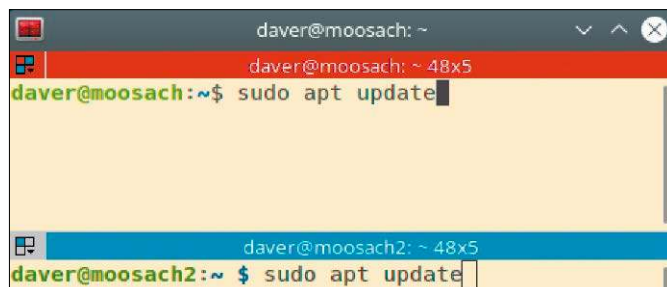 daver@moosach: ~
daver@moosach: ~ 48x5
daver@moosach:~$ sudo apt update
daver@moosach2: ~ 48x5
daver@moosach2:~ $ sudo apt update